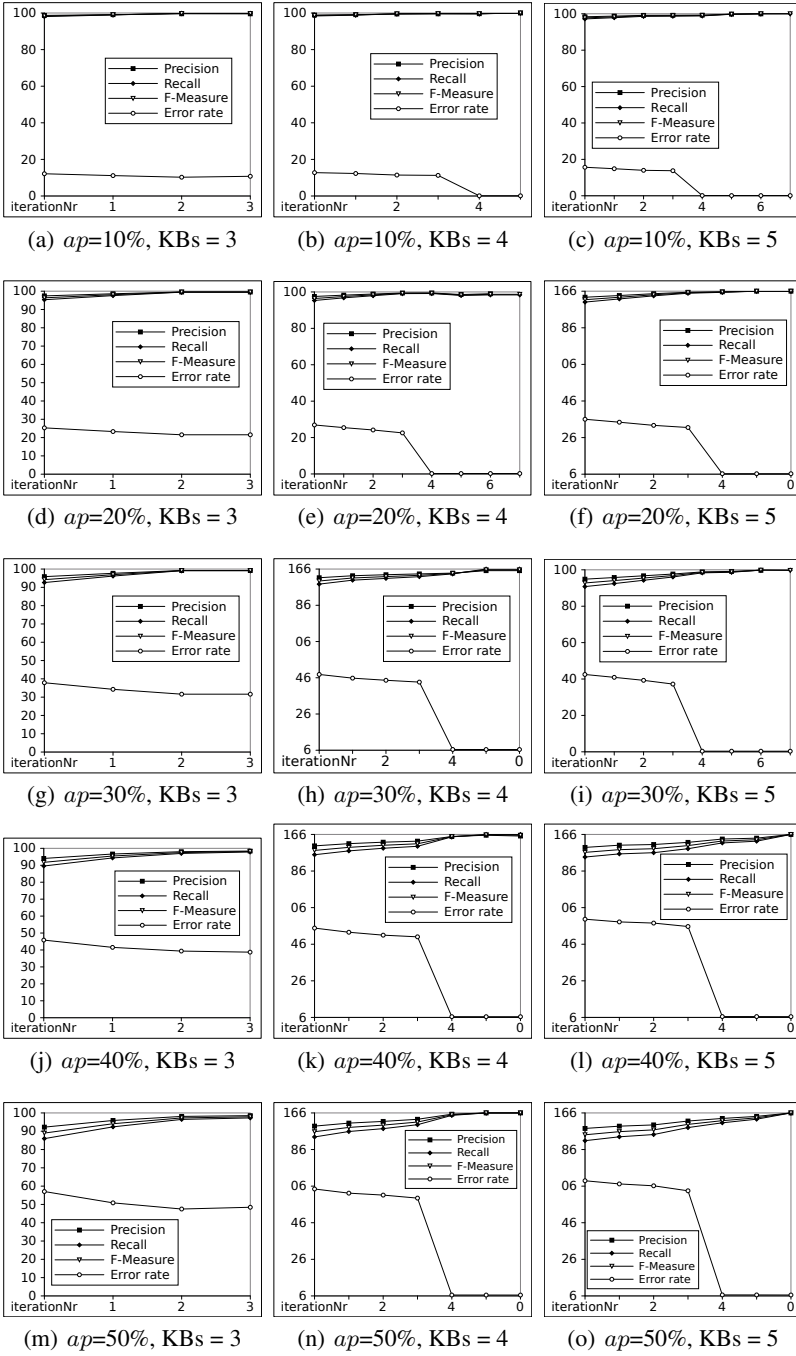 100
80
60
40
20
0
Precision
Recall
F-Measure
Error rate
iterationNr 1 2 3
(a) ap=10%, KBs = 3
100
80
60
40
20
0
Precision
Recall
F-Measure
Error rate
iterationNr 2 4
(b) ap=10%, KBs = 4
100
80
60
40
20
0
Precision
Recall
F-Measure
Error rate
iterationNr 2 4 6
(c) ap=10%, KBs = 5
100
90
80
70
60
50
40
30
20
10
0
Precision
Recall
F-Measure
Error rate
iterationNr 1 2 3
(d) ap=20%, KBs = 3
100
80
60
40
20
0
Precision
Recall
F-Measure
Error rate
iterationNr 2 4 6
(e) ap=20%, KBs = 4
166
86
06
46
26
6
Precision
Recall
F-Measure
Error rate
iterationNr 2 4 0
(f) ap=20%, KBs = 5
100
90
80
70
60
50
40
30
20
10
0
Precision
Recall
F-Measure
Error rate
iterationNr 1 2 3
(g) ap=30%, KBs = 3
166
86
06
46
26
6
Precision
Recall
F-Measure
Error rate
iterationNr 2 4 0
(h) ap=30%, KBs = 4
100
80
60
40
20
0
Precision
Recall
F-Measure
Error rate
iterationNr 2 4 6
(i) ap=30%, KBs = 5
100
90
80
70
60
50
40
30
20
10
0
Precision
Recall
F-Measure
Error rate
iterationNr 1 2 3
(j) ap=40%, KBs = 3
166
86
06
46
26
6
Precision
Recall
F-Measure
Error rate
iterationNr 2 4 0
(k) ap=40%, KBs = 4
166
86
06
46
26
6
Precision
Recall
F-Measure
Error rate
iterationNr 2 4 0
(l) ap=40%, KBs = 5
100
90
80
70
60
50
40
30
20
10
0
Precision
Recall
F-Measure
Error rate
iterationNr 1 2 3
(m) ap=50%, KBs = 3
166
86
06
46
26
6
Precision
Recall
F-Measure
Error rate
iterationNr 2 4 0
(n) ap=50%, KBs = 4
166
86
06
46
26
6
Precision
Recall
F-Measure
Error rate
iterationNr 2 4 0
(o) ap=50%, KBs = 5